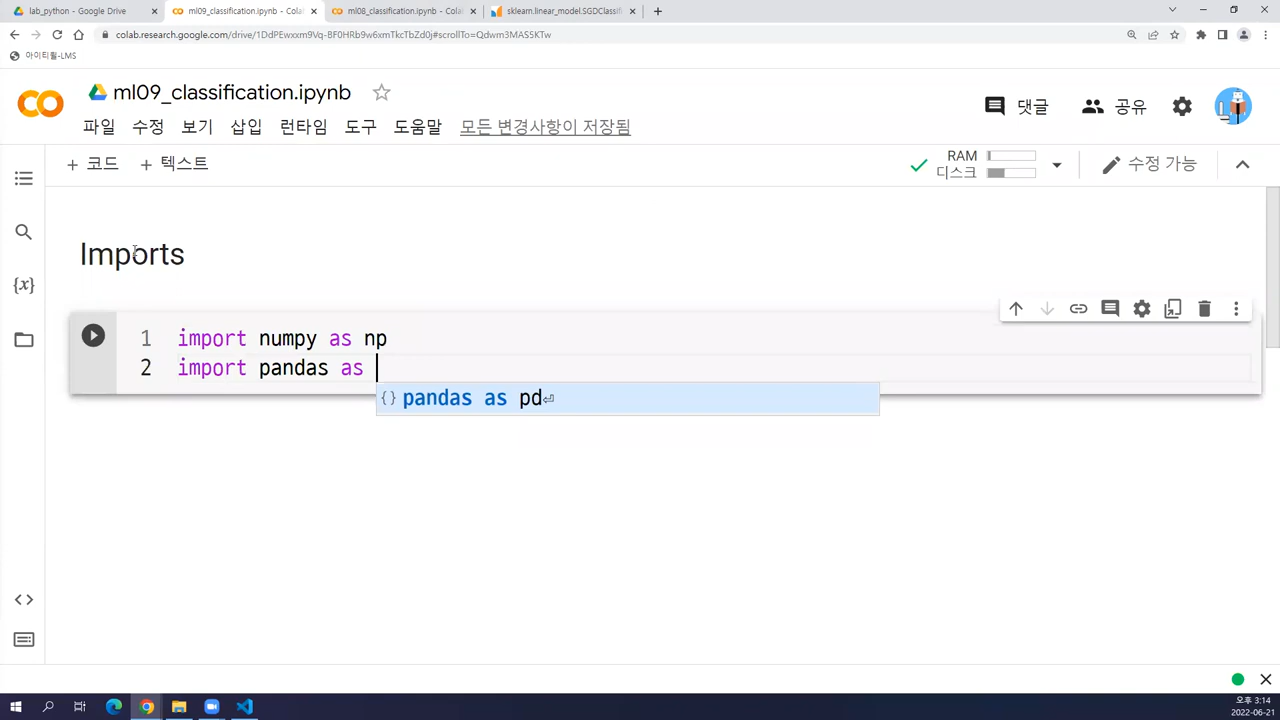 lab_python - Google Drive
ml09_classification.ipynb - Colab
ml08_classification.ipynb - Colab
sklearn.linear_model.SGDClassifi
colab.research.google.com/drive/1DdPEwxxm9Vq-BF0HRb9w6xmTkcTbZd0j#scrollTo=Qdwm3MAS5KTw
아이티윌-LMS
ml09_classification.ipynb
댓글
공유
파일
수정
보기
삽입
런타임
도구
도움말
모든 변경사항이 저장됨
+ 코드
+ 텍스트
RAM
디스크
수정 가능
Imports
1 import numpy as np
2 import pandas as
{} pandas as pd
{x}
오후 3:14
2022-06-21